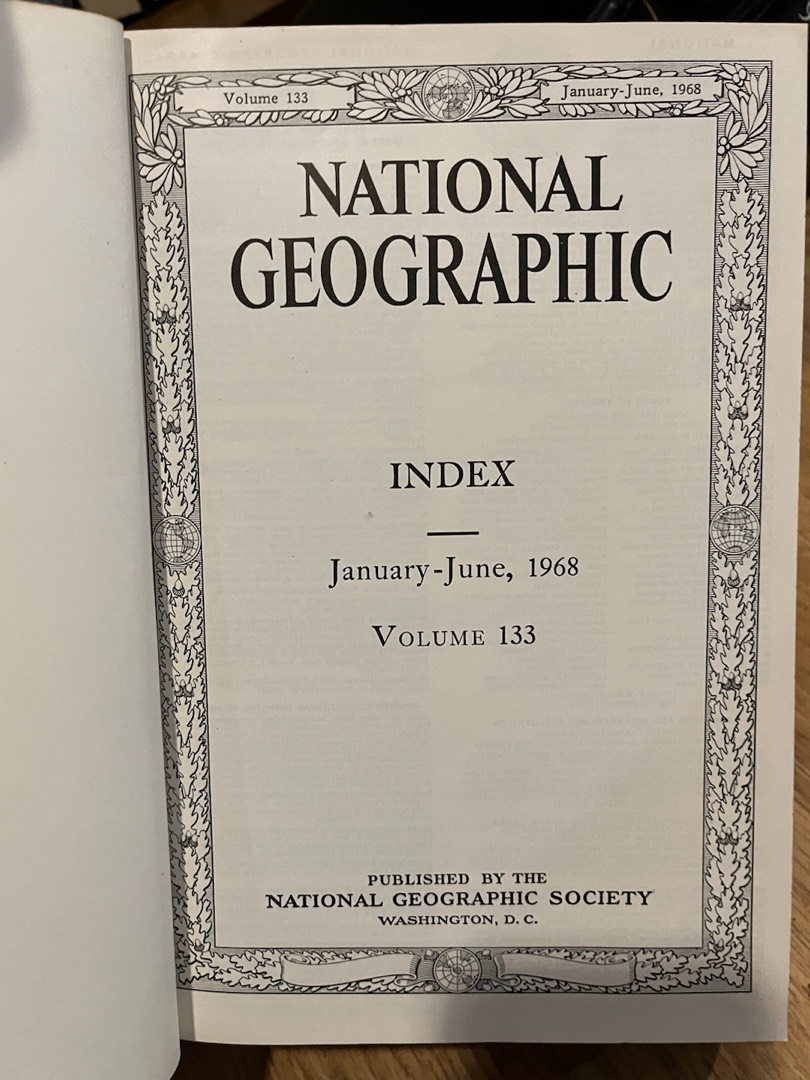 Volume 133
January-June, 1968
NATIONAL
GEOGRAPHIC
INDEX
January-June, 1968
VOLUME 133
PUBLISHED BY THE
NATIONAL GEOGRAPHIC SOCIETY
WASHINGTON, D. C.